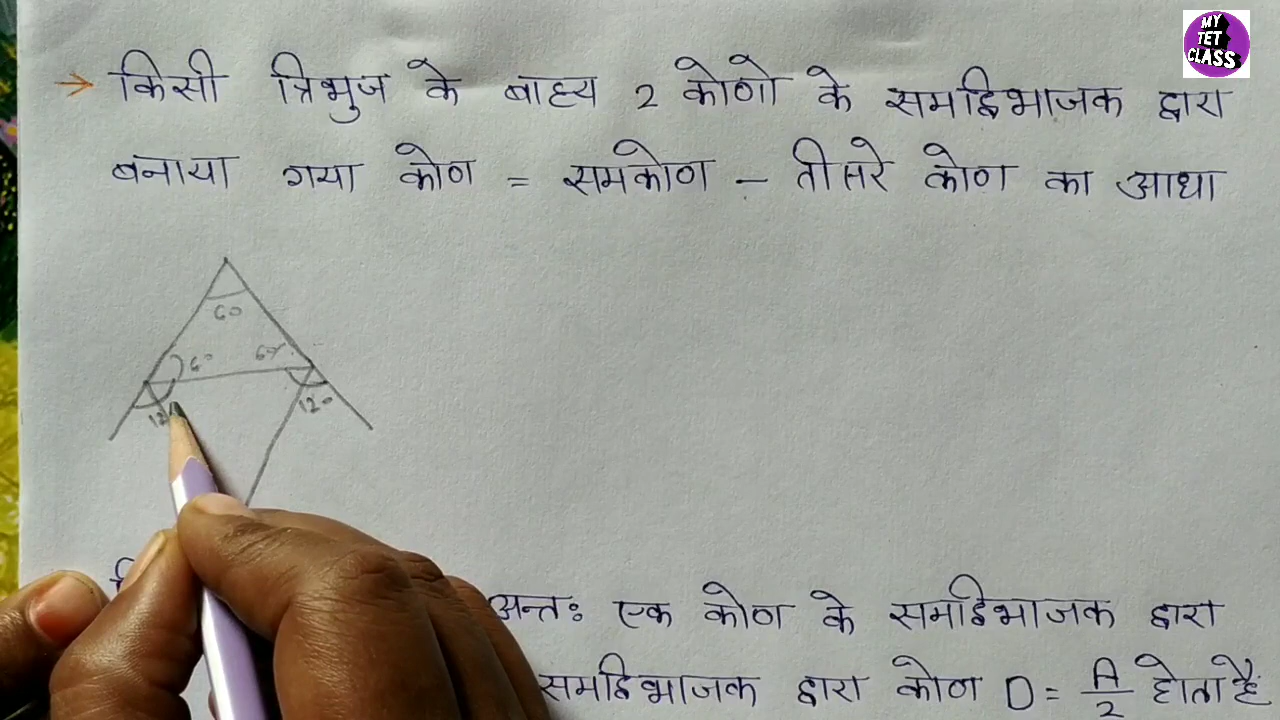 MY
TET
CLASS
→ किसी त्रिभुज के बाह्य 2 कोणो के समद्विभाजक द्वारा
बनाया गया कोण = समकोण - तीसरे कोण का आधा
60
60
60
120
अन्तः एक कोण के समद्विभाजक द्वारा
समद्विभाजक द्वारा कोण D = A/2 होता है